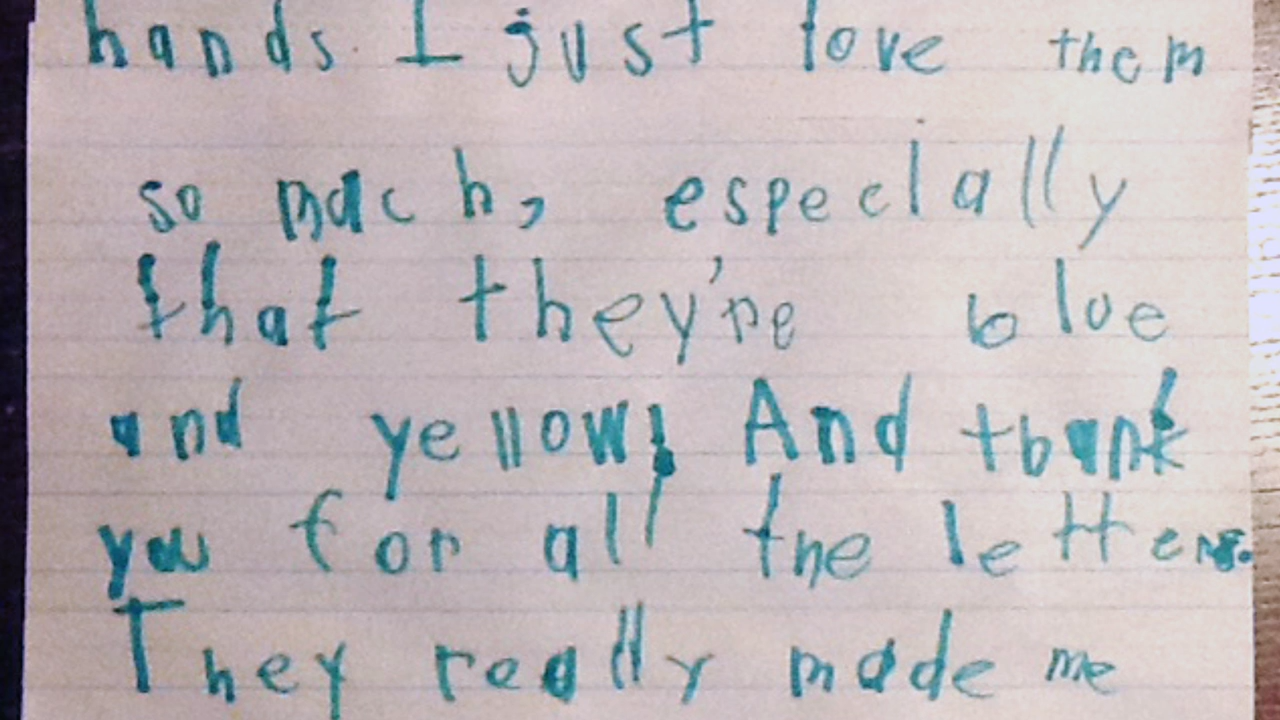 hands. I just love them
so much, especially
that they're blue
and yellow! And thank
you for all the letters.
They really made me